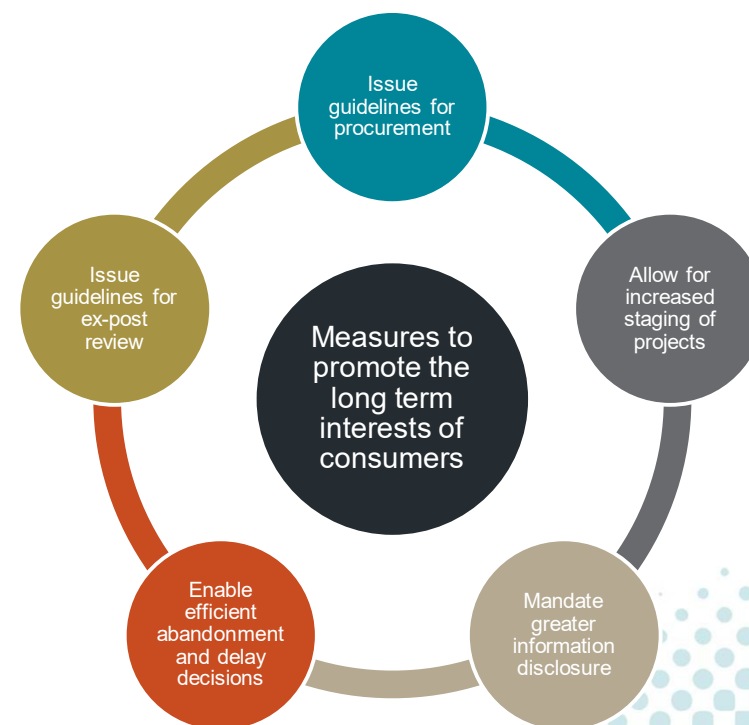 Issue
guidelines for
procurement
Allow for
increased
staging of
projects
Mandate
greater
information
disclosure
Enable
efficient
abandonment
and delay
decisions
Issue
guidelines for
ex-post
review
Measures to
promote the
long term
interests of
consumers